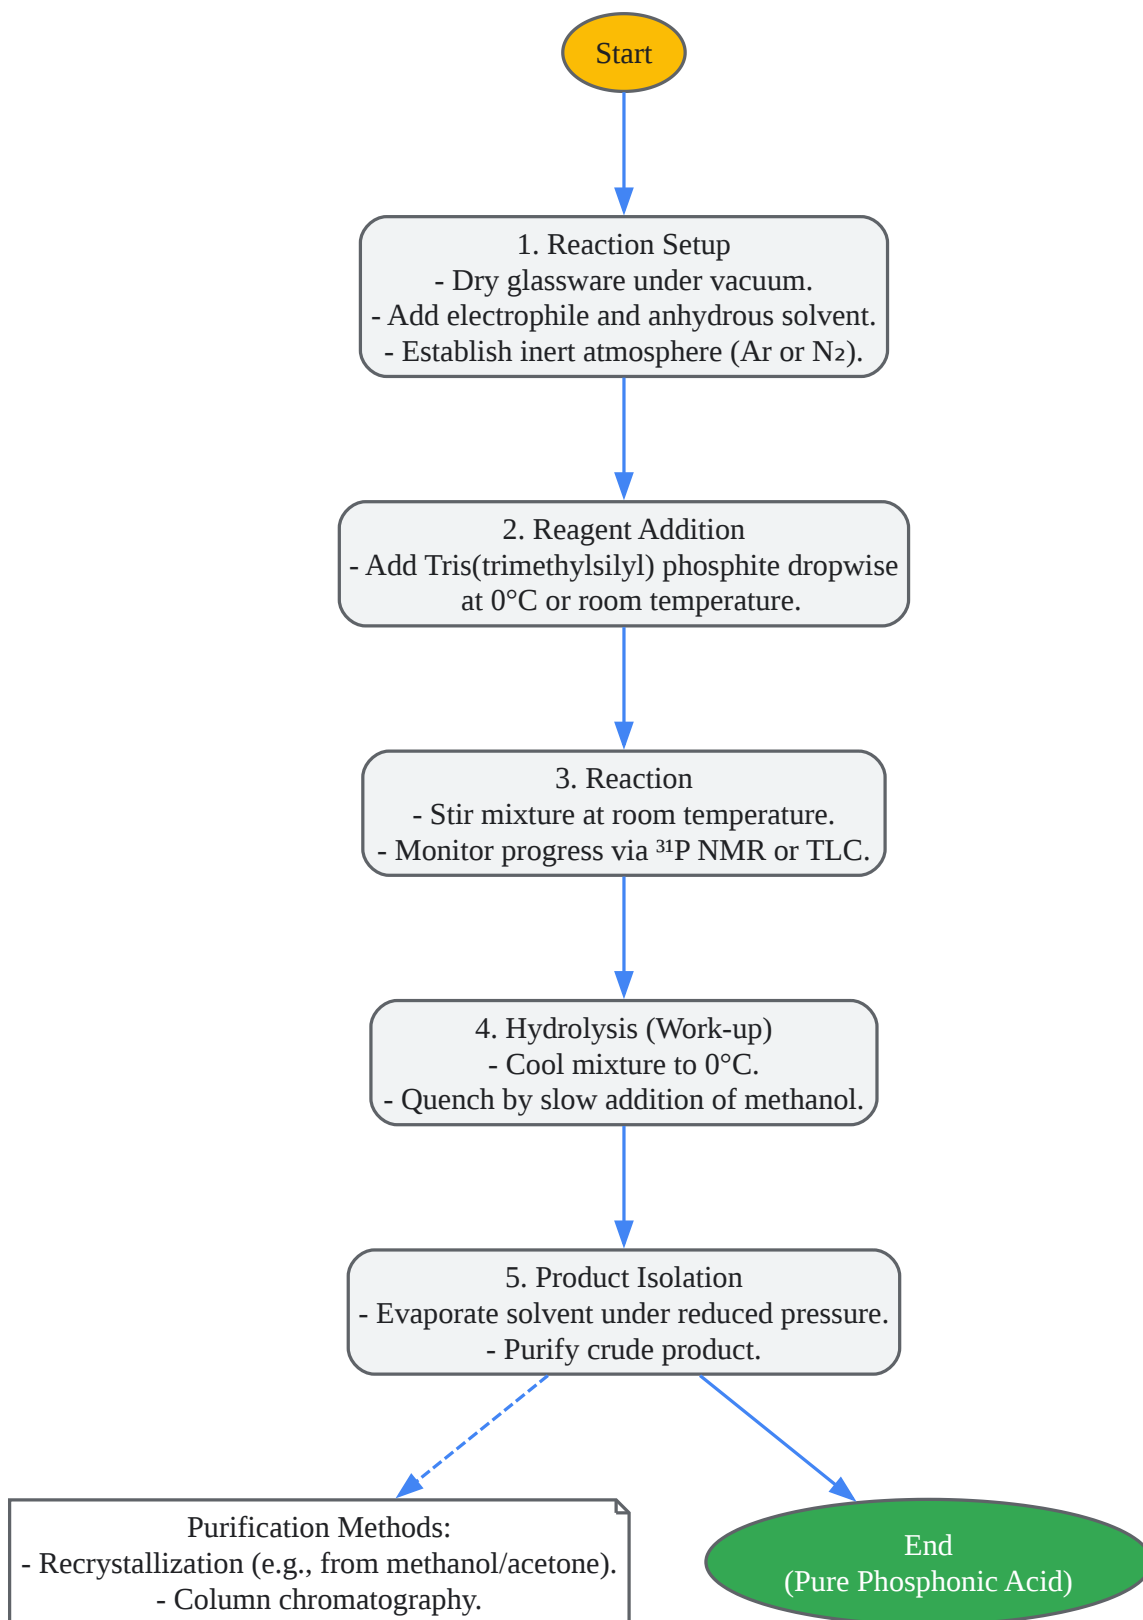 Start
1. Reaction Setup
- Dry glassware under vacuum.
- Add electrophile and anhydrous solvent.
- Establish inert atmosphere (Ar or N₂).
2. Reagent Addition
- Add Tris(trimethylsilyl) phosphite dropwise
at 0°C or room temperature.
3. Reaction
- Stir mixture at room temperature.
- Monitor progress via ³¹P NMR or TLC.
4. Hydrolysis (Work-up)
- Cool mixture to 0°C.
- Quench by slow addition of methanol.
5. Product Isolation
- Evaporate solvent under reduced pressure.
- Purify crude product.
Purification Methods:
- Recrystallization (e.g., from methanol/acetone).
- Column chromatography.
End
(Pure Phosphonic Acid)